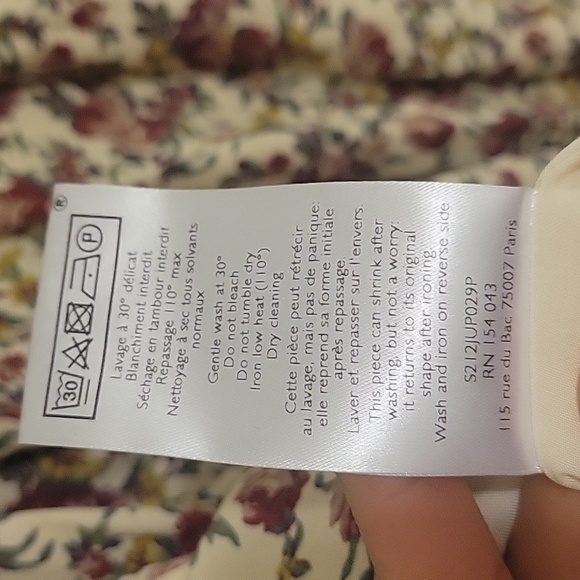 ®
30 P
Lavage à 30° délicat
Blanchiment interdit
Séchage en tambour interdit
Repassage 110° max
Nettoyage à sec tous solvants
normaux
Gentle wash at 30°
Do not bleach
Do not tumble dry
Iron low heat (110°)
Dry cleaning
Cette pièce peut rétrécir
au lavage, mais pas de panique:
elle reprend sa forme initiale
après repassage.
Laver et repasser sur l'envers.
This piece can shrink after
washing, but not a worry:
it returns to its original
shape after ironing
Wash and iron on reverse side
S212JUP029P
RN 154 043
115 rue du Bac 75007 Paris